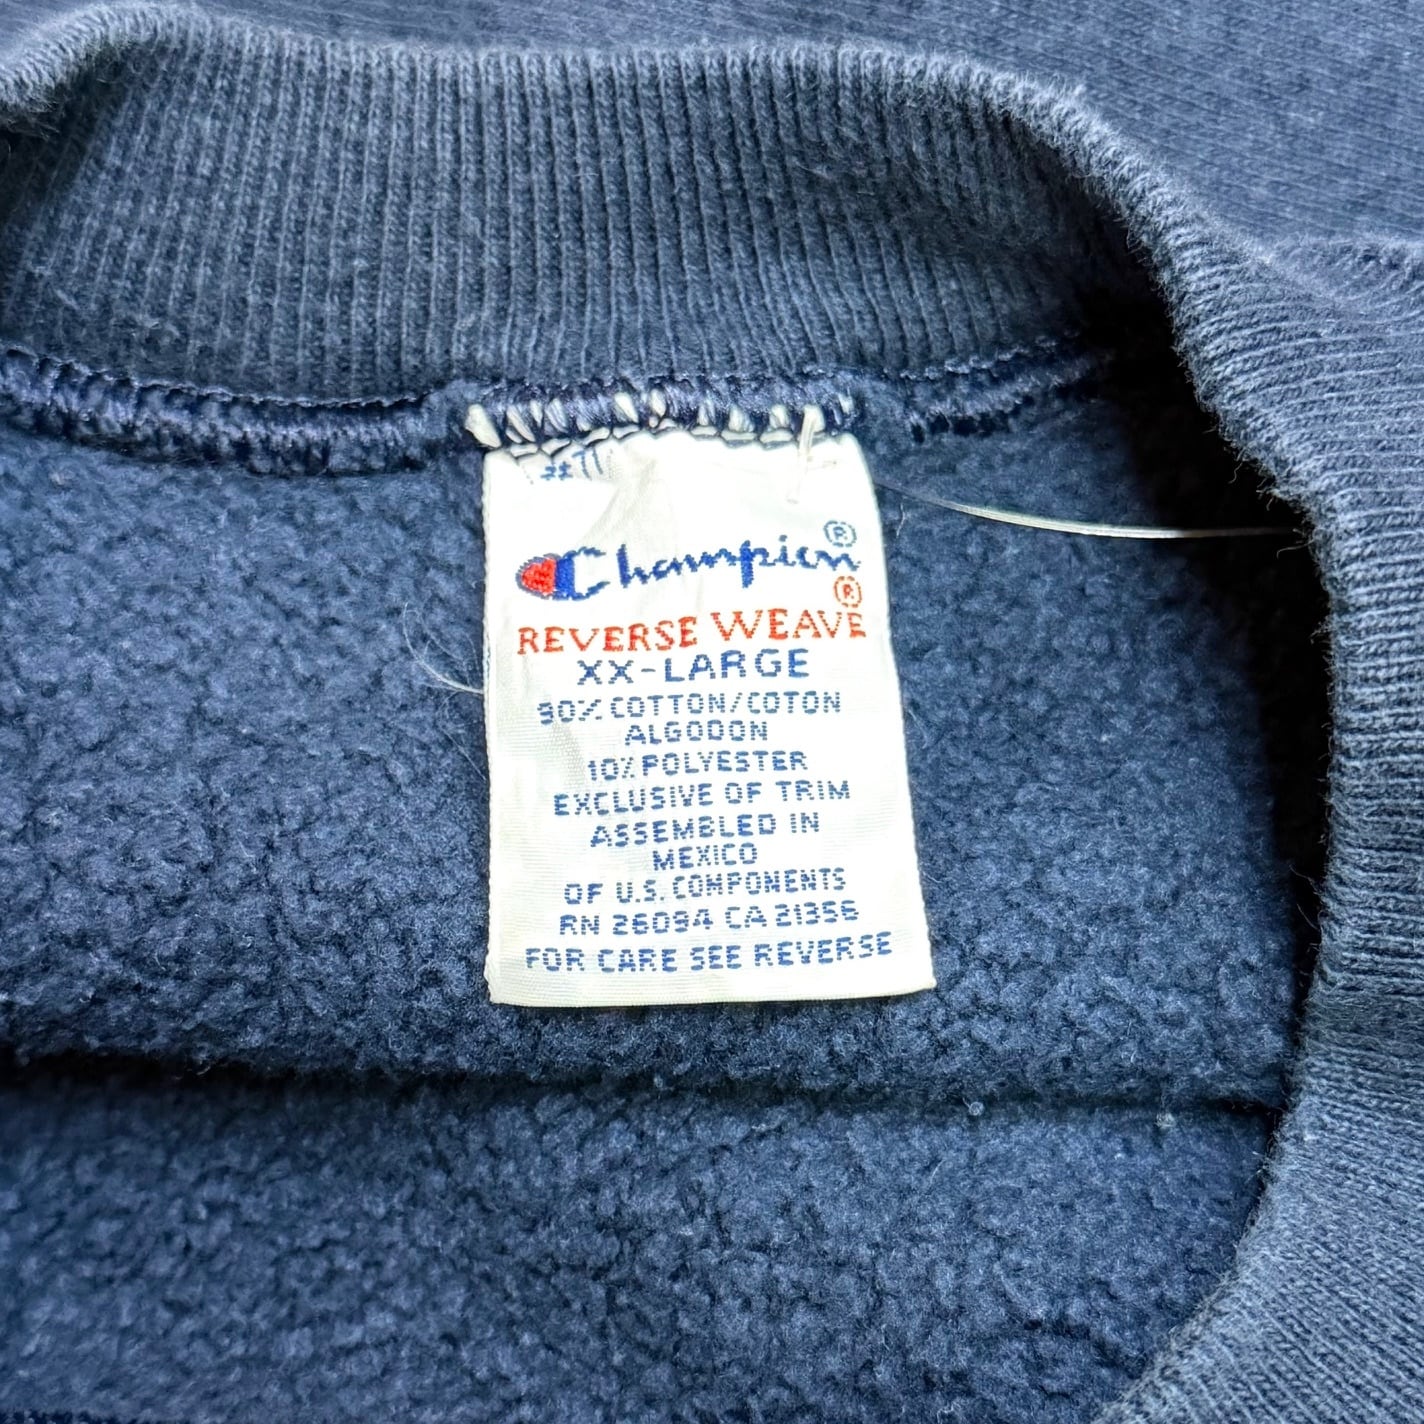 Champion®
REVERSE WEAVE®
XX-LARGE
90% COTTON/COTON
ALGODON
10% POLYESTER
EXCLUSIVE OF TRIM
ASSEMBLED IN
MEXICO
OF U.S. COMPONENTS
RN 26094 CA 21356
FOR CARE SEE REVERSE